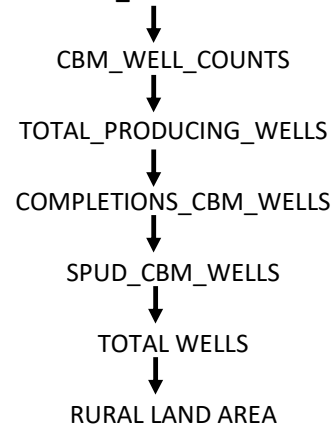 CBM_WELL_COUNTS
TOTAL_PRODUCING_WELLS
COMPLETIONS_CBM_WELLS
SPUD_CBM_WELLS
TOTAL WELLS
RURAL LAND AREA